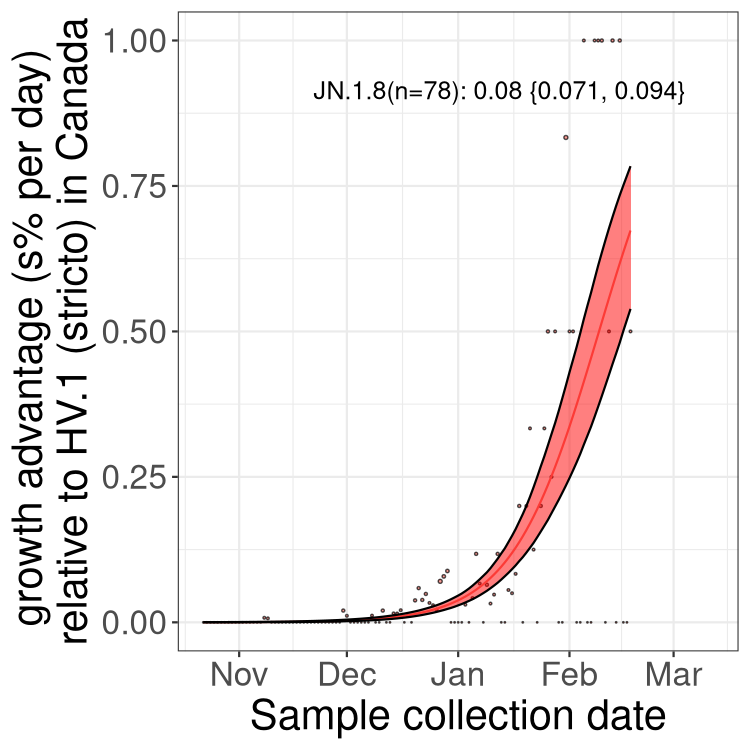 growth advantage (s% per day)
relative to HV.1 (stricto) in Canada
1.00
0.75
0.50
0.25
0.00
JN.1.8(n=78): 0.08 {0.071, 0.094}
Nov Dec Jan Feb Mar
Sample collection date